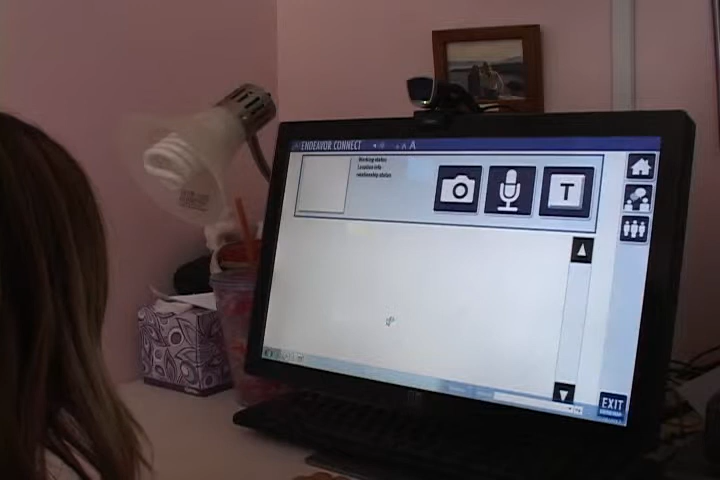 ENDEAVOR CONNECT
A A A
Working status
Location info
relationship status
T
EXIT